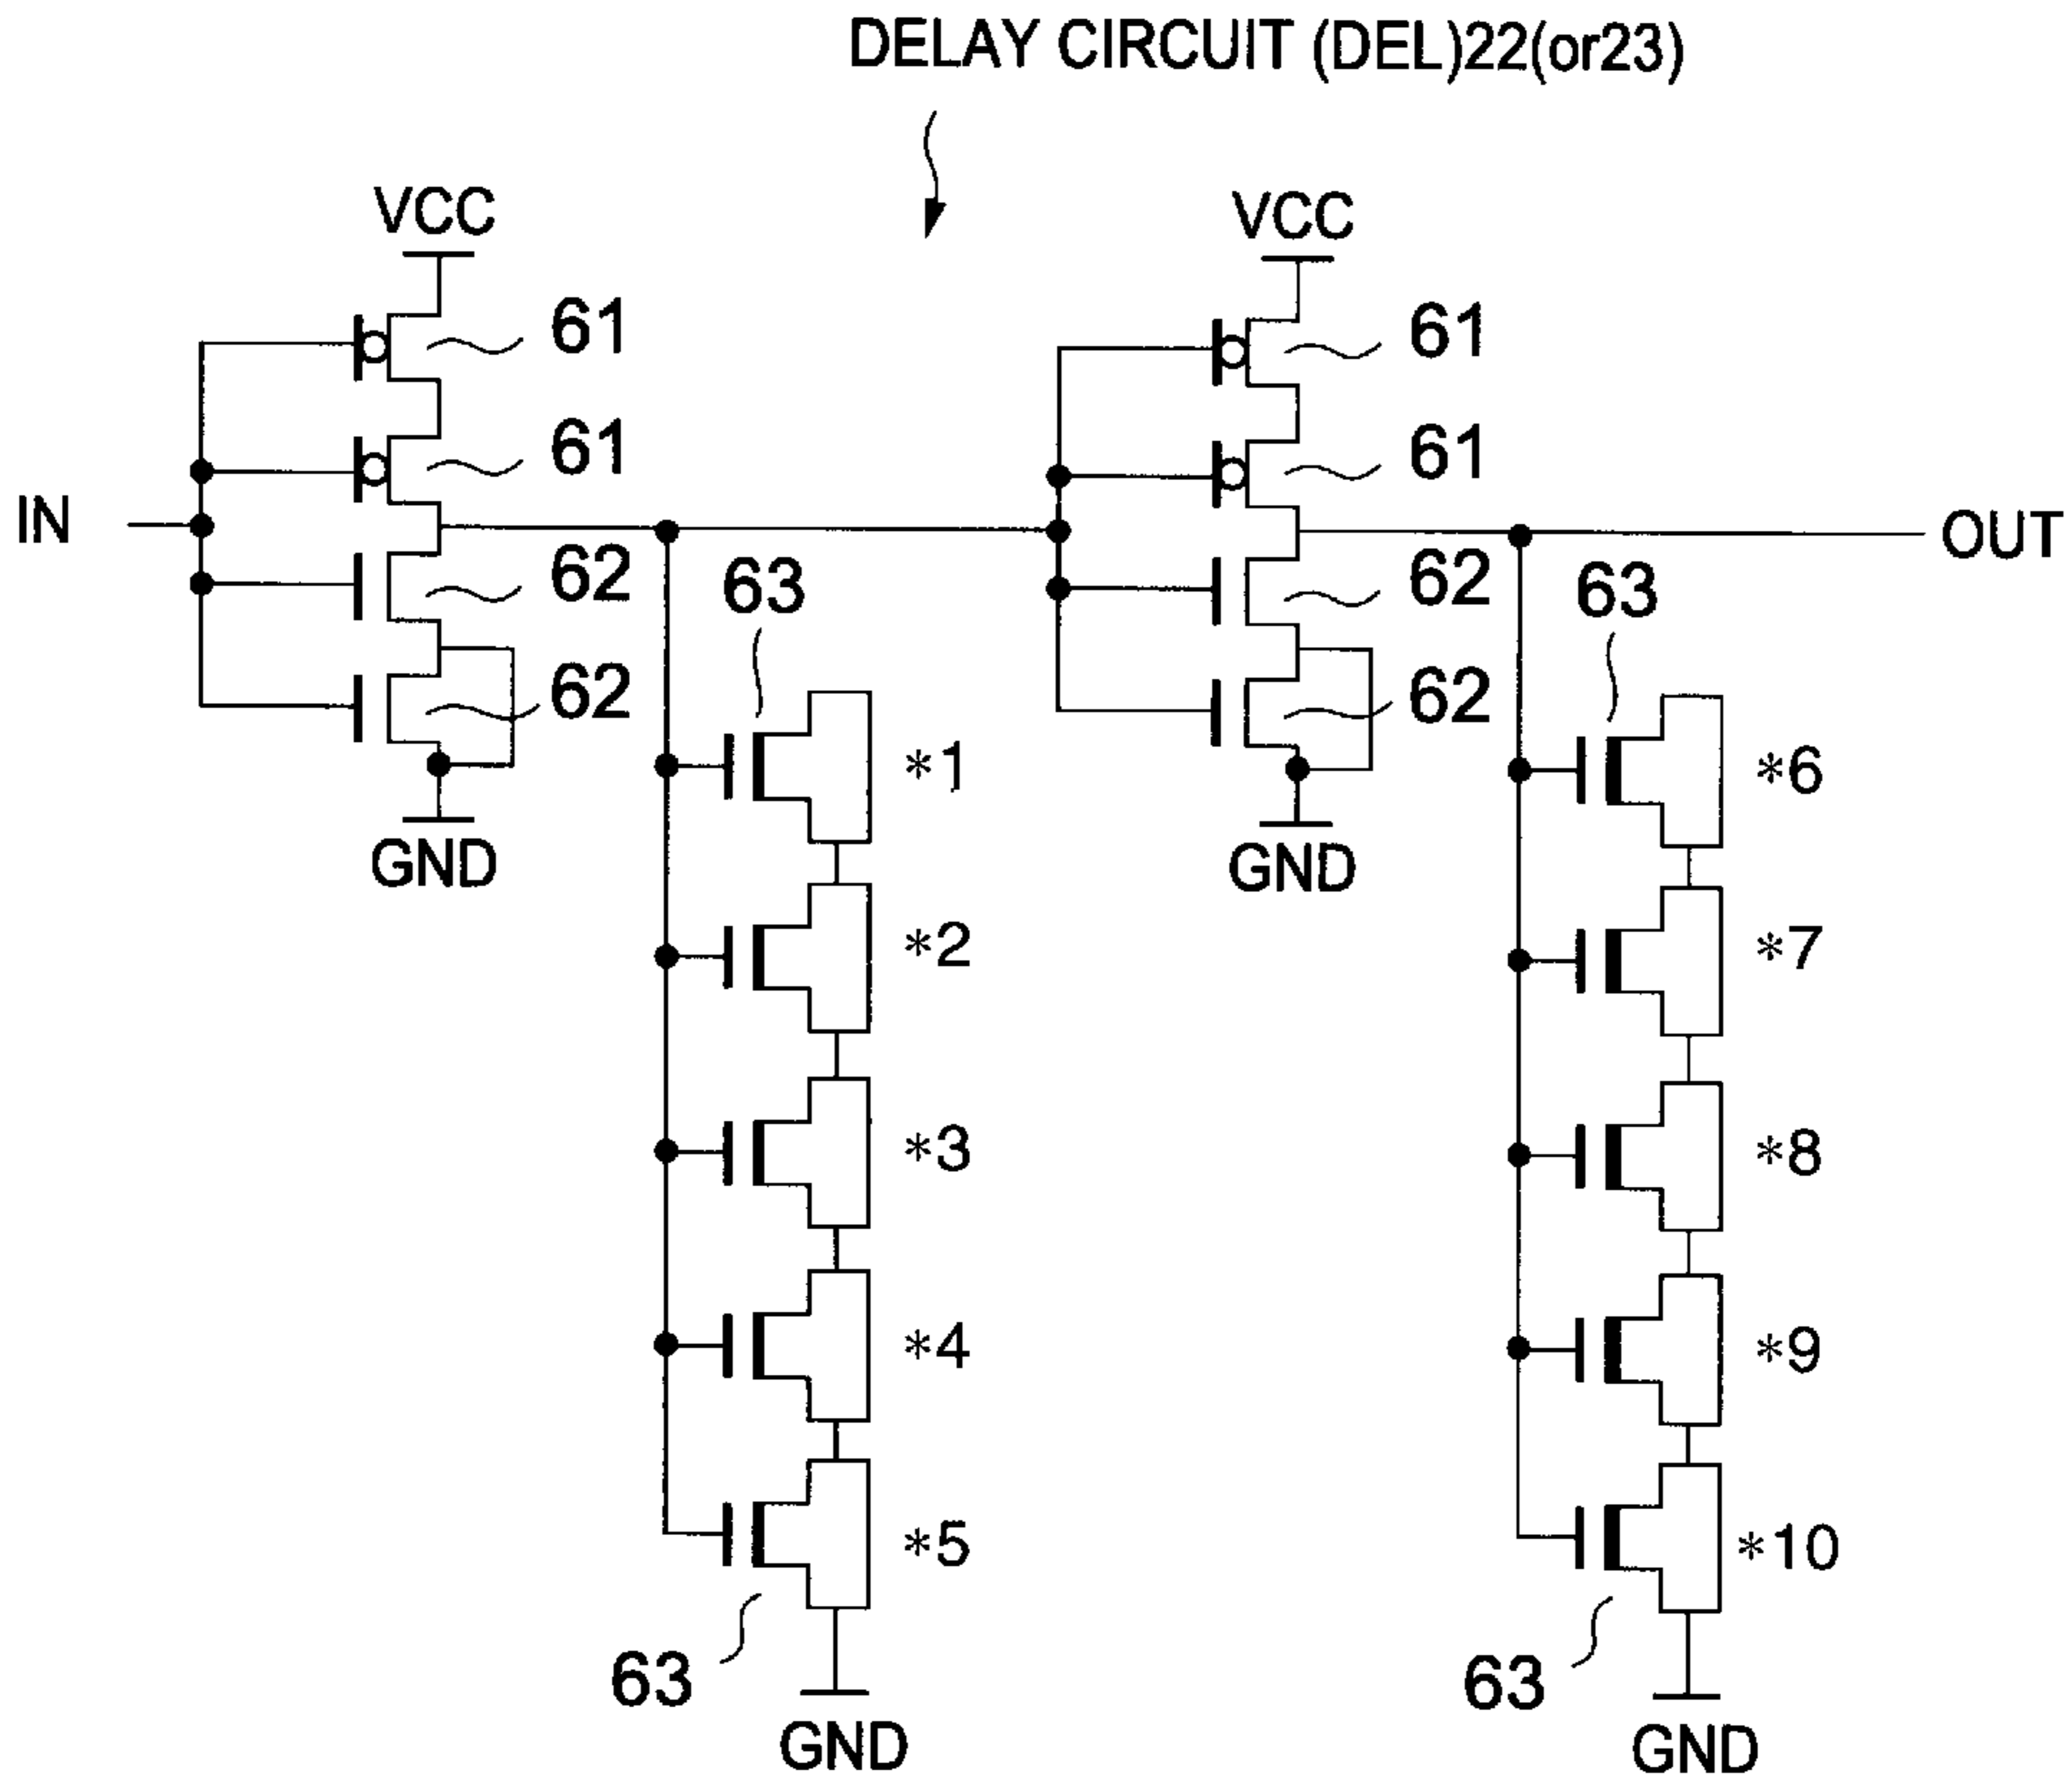 DELAY CIRCUIT (DEL)22(or23)
VCC
VCC
61
61
61
61
IN
OUT
62
62
63
63
62
62
*1
*6
GND
GND
*2
*7
*3
*8
*4
*9
*5
*10
63
63
GND
GND